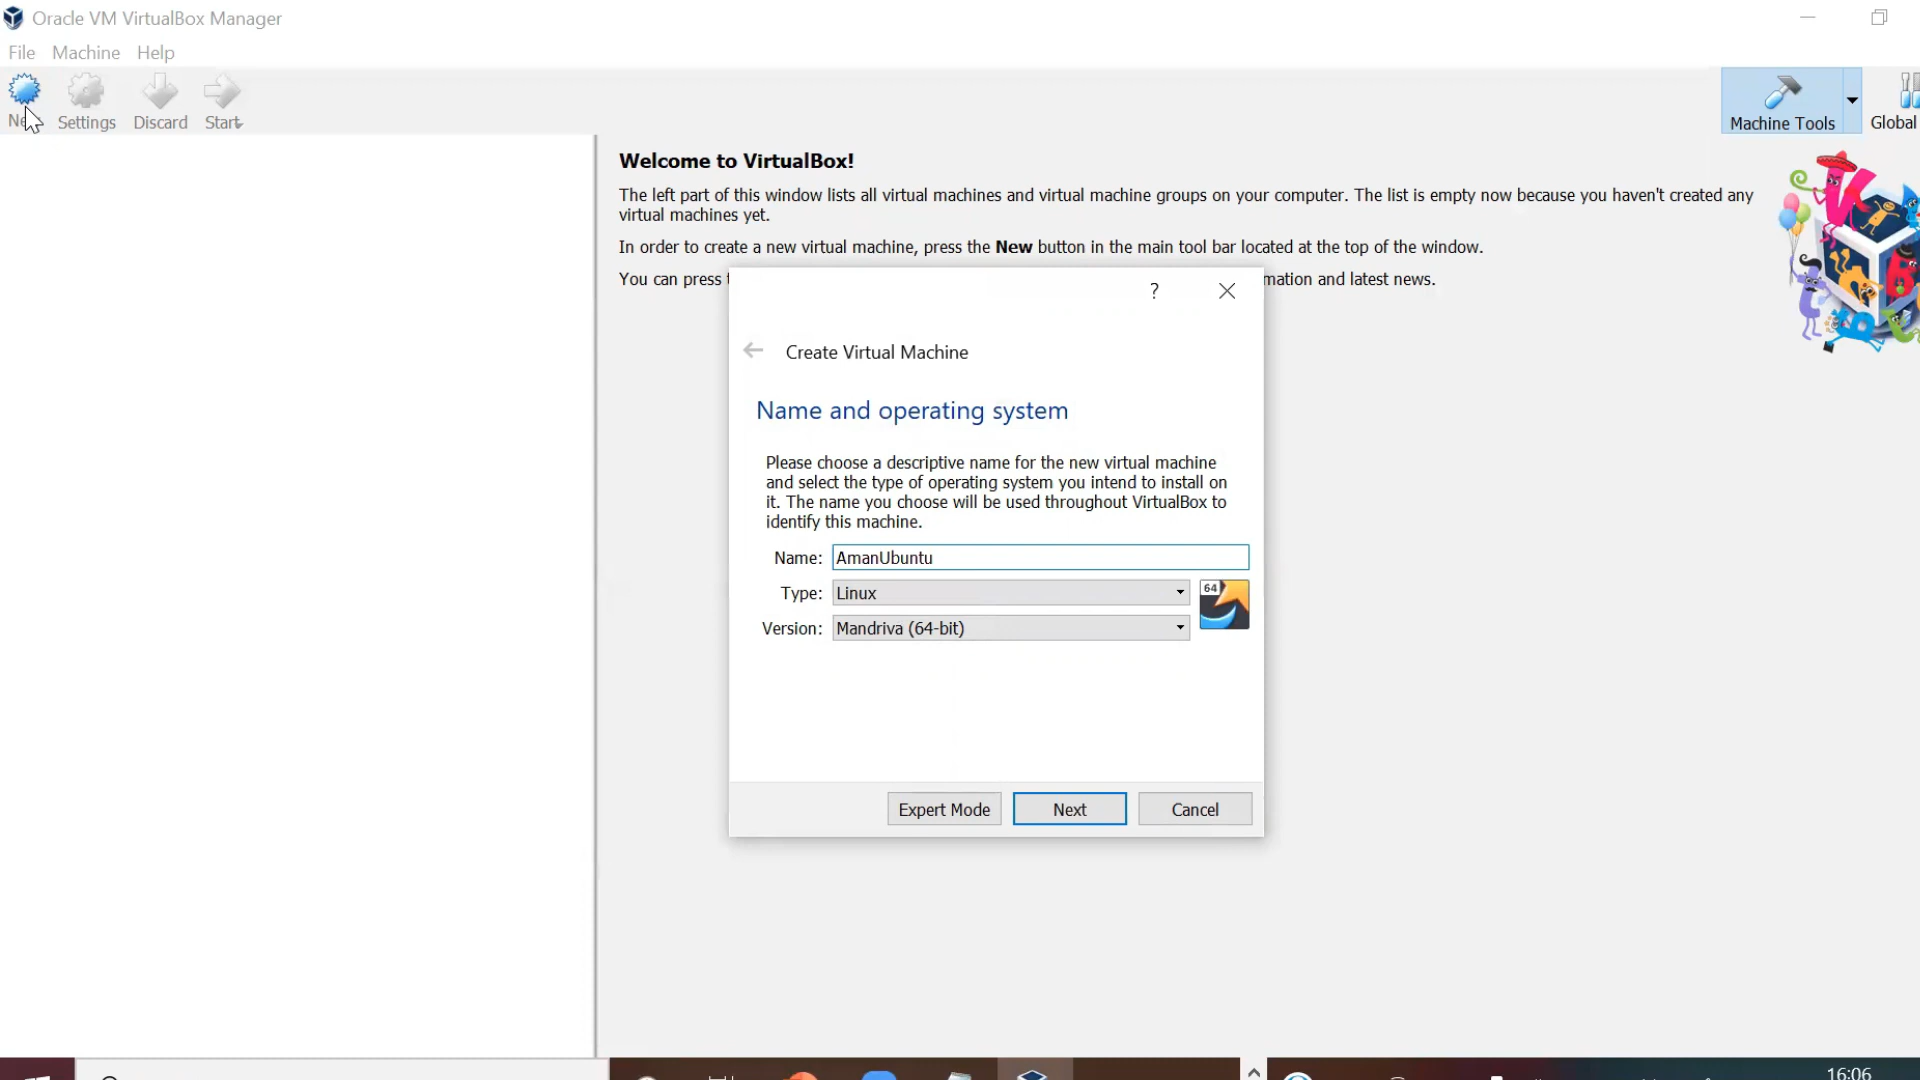 Oracle VM VirtualBox Manager
File Machine Help
Settings Discard Start
Machine Tools Global
Welcome to VirtualBox!
The left part of this window lists all virtual machines and virtual machine groups on your computer. The list is empty now because you haven't created any
virtual machines yet.
In order to create a new virtual machine, press the New button in the main tool bar located at the top of the window.
You can press
mation and latest news.
?
Create Virtual Machine
Name and operating system
Please choose a descriptive name for the new virtual machine
and select the type of operating system you intend to install on
it. The name you choose will be used throughout VirtualBox to
identify this machine.
Name: AmanUbuntu
Type: Linux
64
Version: Mandriva (64-bit)
Expert Mode Next Cancel
16:06